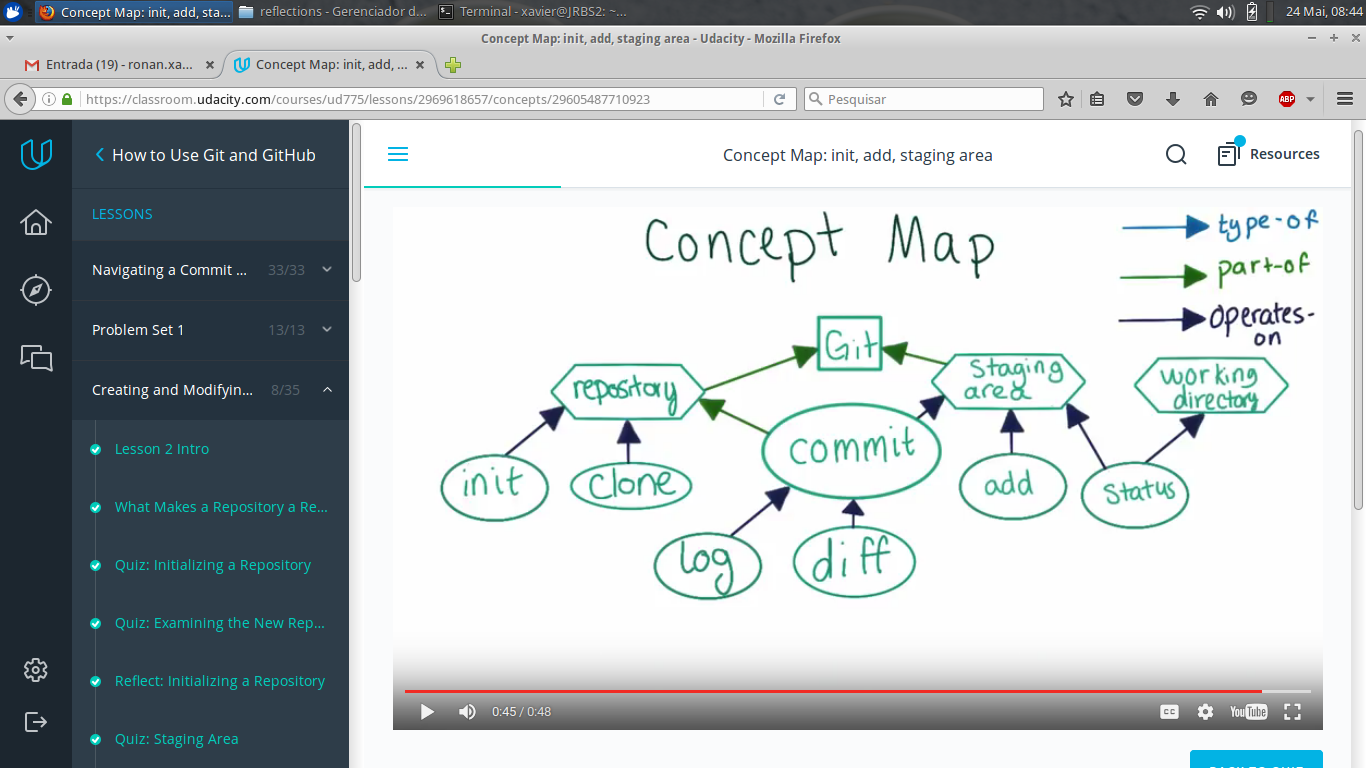 Concept Map: init, add, sta...
reflections - Gerenciador d...
Terminal - xavier@JRBS2: ~...
24 Mai, 08:44
Concept Map: init, add, staging area - Udacity - Mozilla Firefox
Entrada (19) - ronan.xa...
Concept Map: init, add, ...
https://classroom.udacity.com/courses/ud775/lessons/2969618657/concepts/29605487710923
Pesquisar
ABP
How to Use Git and GitHub
Concept Map: init, add, staging area
Resources
LESSONS
Navigating a Commit ... 33/33
Problem Set 1 13/13
Creating and Modifyin... 8/35
Lesson 2 Intro
What Makes a Repository a Re...
Quiz: Initializing a Repository
Quiz: Examining the New Rep...
Reflect: Initializing a Repository
Quiz: Staging Area
Concept Map
type-of
part-of
operates-
on
Git
repository
Staging
area
working
directory
commit
init
clone
add
status
log
diff
0:45 / 0:48
CC
YouTube
BACK TO QUIZ